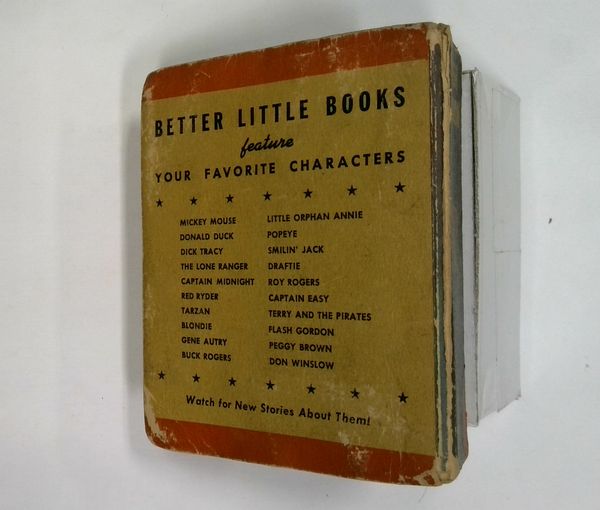 BETTER LITTLE BOOKS
feature
YOUR FAVORITE CHARACTERS
MICKEY MOUSE
DONALD DUCK
DICK TRACY
THE LONE RANGER
CAPTAIN MIDNIGHT
RED RYDER
TARZAN
BLONDIE
GENE AUTRY
BUCK ROGERS
LITTLE ORPHAN ANNIE
POPEYE
SMILIN' JACK
DRAFTIE
ROY ROGERS
CAPTAIN EASY
TERRY AND THE PIRATES
FLASH GORDON
PEGGY BROWN
DON WINSLOW
Watch for New Stories About Them!